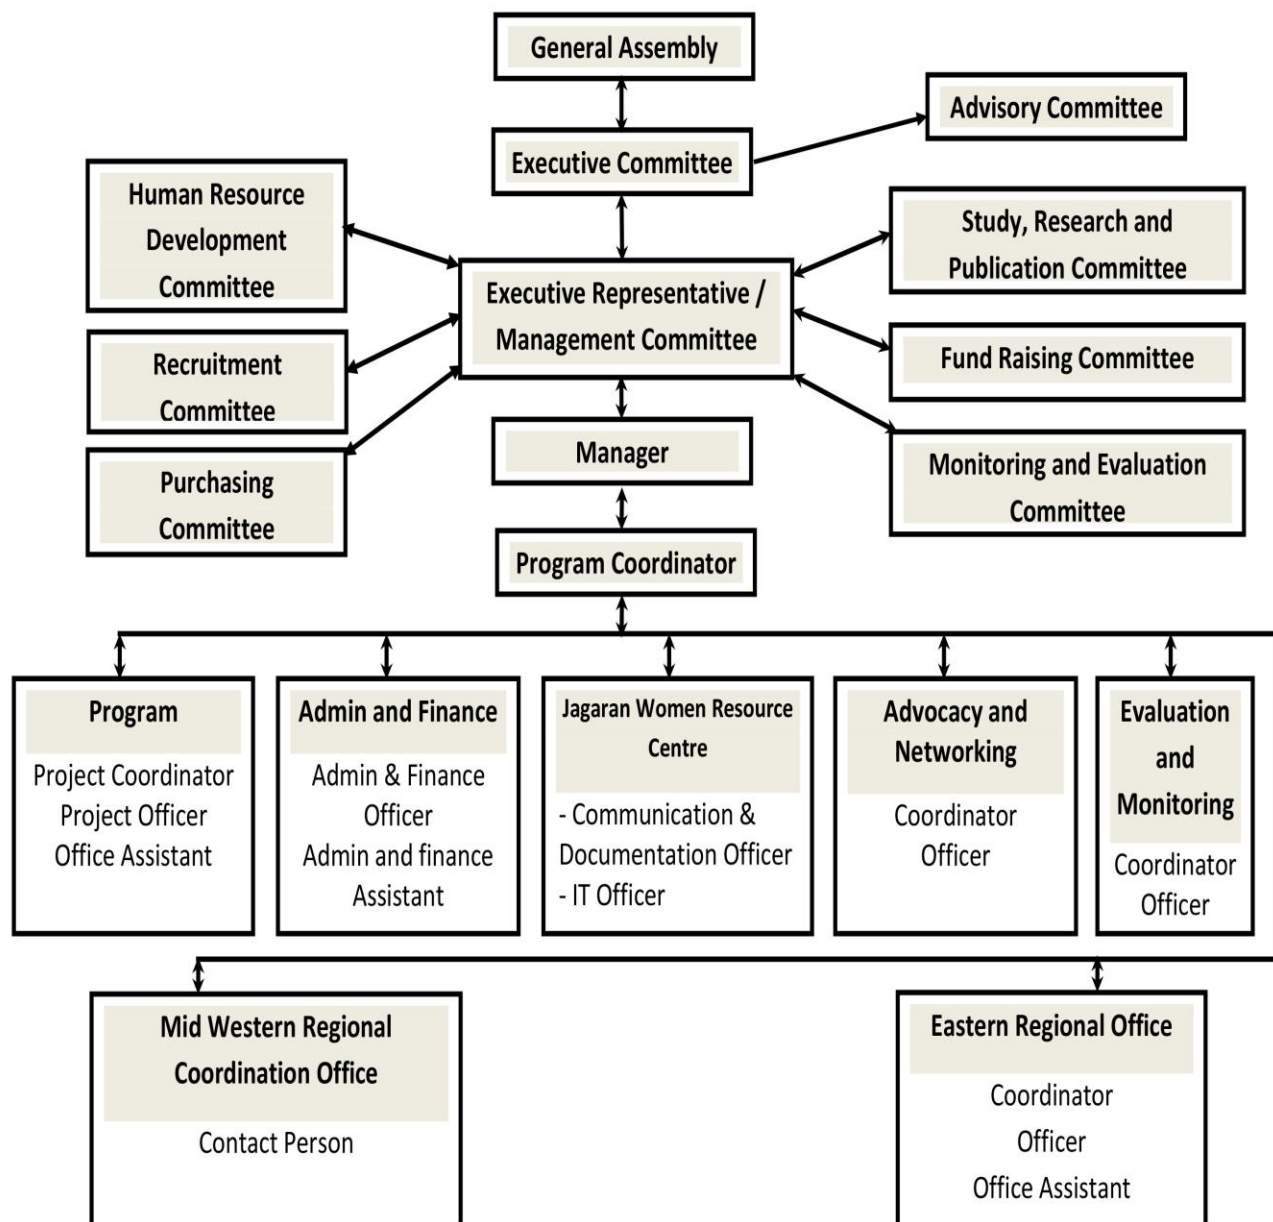 General Assembly
Advisory Committee
Executive Committee
Human Resource
Development
Committee
Study, Research and
Publication Committee
Executive Representative /
Management Committee
Recruitment
Committee
Fund Raising Committee
Manager
Monitoring and Evaluation
Committee
Purchasing
Committee
Program Coordinator
Program
Project Coordinator
Project Officer
Office Assistant
Admin and Finance
Admin & Finance
Officer
Admin and finance
Assistant
Jagaran Women Resource
Centre
- Communication &
Documentation Officer
- IT Officer
Advocacy and
Networking
Coordinator
Officer
Evaluation
and
Monitoring
Coordinator
Officer
Mid Western Regional
Coordination Office
Contact Person
Eastern Regional Office
Coordinator
Officer
Office Assistant